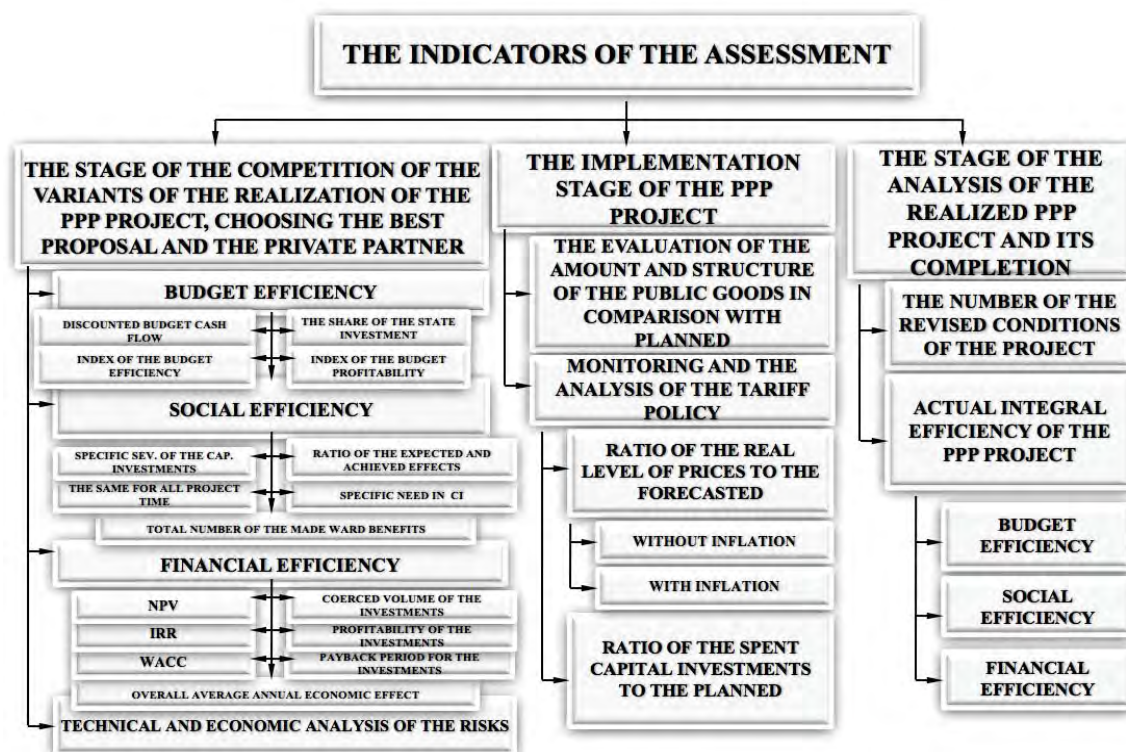 THE INDICATORS OF THE ASSESSMENT
THE STAGE OF THE COMPETITION OF THE
VARIANTS OF THE REALIZATION OF THE
PPP PROJECT, CHOOSING THE BEST
PROPOSAL AND THE PRIVATE PARTNER
BUDGET EFFICIENCY
DISCOUNTED BUDGET CASH
FLOW
THE SHARE OF THE STATE
INVESTMENT
INDEX OF THE BUDGET
EFFICIENCY
INDEX OF THE BUDGET
PROFITABILITY
SOCIAL EFFICIENCY
SPECIFIC SEV. OF THE CAP.
INVESTMENTS
RATIO OF THE EXPECTED AND
ACHIEVED EFFECTS
THE SAME FOR ALL PROJECT
TIME
SPECIFIC NEED IN CI
TOTAL NUMBER OF THE MADE WARD BENEFITS
FINANCIAL EFFICIENCY
NPV
COERCED VOLUME OF THE
INVESTMENTS
IRR
PROFITABILITY OF THE
INVESTMENTS
WACC
PAYBACK PERIOD FOR THE
INVESTMENTS
OVERALL AVERAGE ANNUAL ECONOMIC EFFECT
TECHNICAL AND ECONOMIC ANALYSIS OF THE RISKS
THE IMPLEMENTATION
STAGE OF THE PPP
PROJECT
THE EVALUATION OF THE
AMOUNT AND STRUCTURE
OF THE PUBLIC GOODS IN
COMPARISON WITH
PLANNED
MONITORING AND THE
ANALYSIS OF THE TARIFF
POLICY
RATIO OF THE REAL
LEVEL OF PRICES TO THE
FORECASTED
WITHOUT INFLATION
WITH INFLATION
RATIO OF THE SPENT
CAPITAL INVESTMENTS
TO THE PLANNED
THE STAGE OF THE
ANALYSIS OF THE
REALIZED PPP
PROJECT AND ITS
COMPLETION
THE NUMBER OF THE
REVISED CONDITIONS
OF THE PROJECT
ACTUAL INTEGRAL
EFFICIENCY OF THE
PPP PROJECT
BUDGET
EFFICIENCY
SOCIAL
EFFICIENCY
FINANCIAL
EFFICIENCY